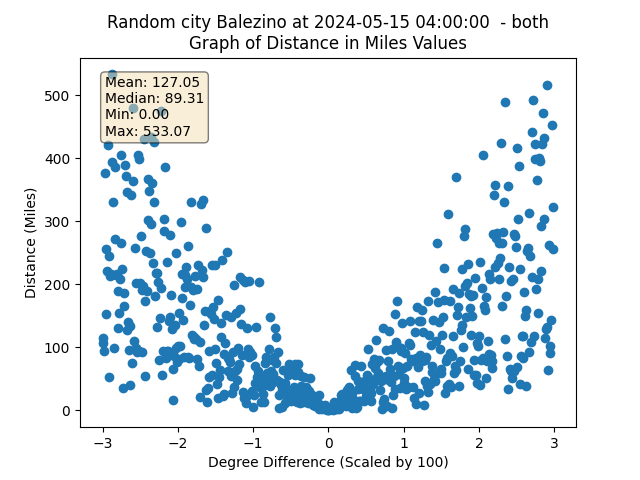 Random city Balezino at 2024-05-15 04:00:00  - both
Graph of Distance in Miles Values
Mean: 127.05
Median: 89.31
Min: 0.00
Max: 533.07
500
400
300
200
100
0
Distance (Miles)
−3
−2
−1
0
1
2
3
Degree Difference (Scaled by 100)